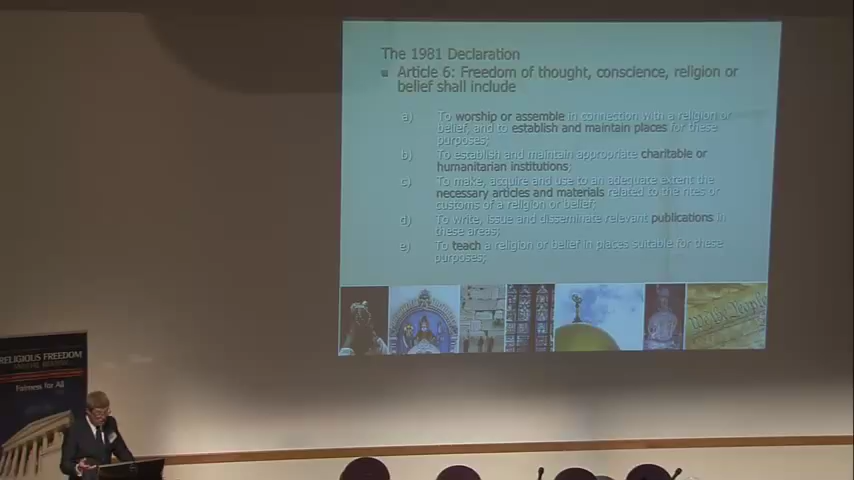 The 1981 Declaration
Article 6: Freedom of thought, conscience, religion or
belief shall include
a) To worship or assemble in connection with a religion or
belief, and to establish and maintain places for these
purposes;
b) To establish and maintain appropriate charitable or
humanitarian institutions;
c) To make, acquire and use to an adequate extent the
necessary articles and materials related to the rites or
customs of a religion or belief;
d) To write, issue and disseminate relevant publications in
these areas;
e) To teach a religion or belief in places suitable for these
purposes;
RELIGIOUS FREEDOM
Fairness for All